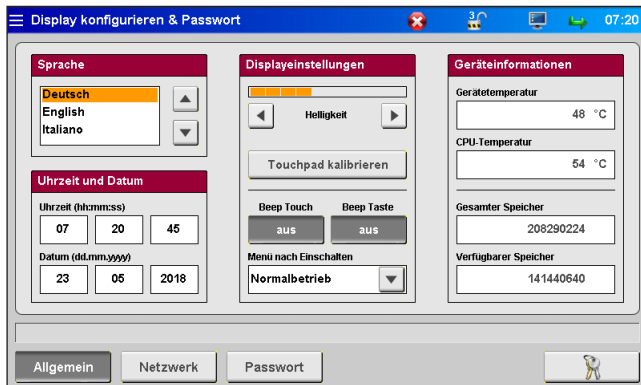 Display konfigurieren & Passwort
3
07:20
Sprache
Deutsch
English
Italiano
Uhrzeit und Datum
Uhrzeit (hh:mm:ss)
07 20 45
Datum (dd.mm.yyyy)
23 05 2018
Displayeinstellungen
Helligkeit
Touchpad kalibrieren
Beep Touch Beep Taste
aus aus
Menü nach Einschalten
Normalbetrieb
Geräteinformationen
Gerätetemperatur
48 °C
CPU-Temperatur
54 °C
Gesamter Speicher
208290224
Verfügbarer Speicher
141440640
Allgemein Netzwerk Passwort